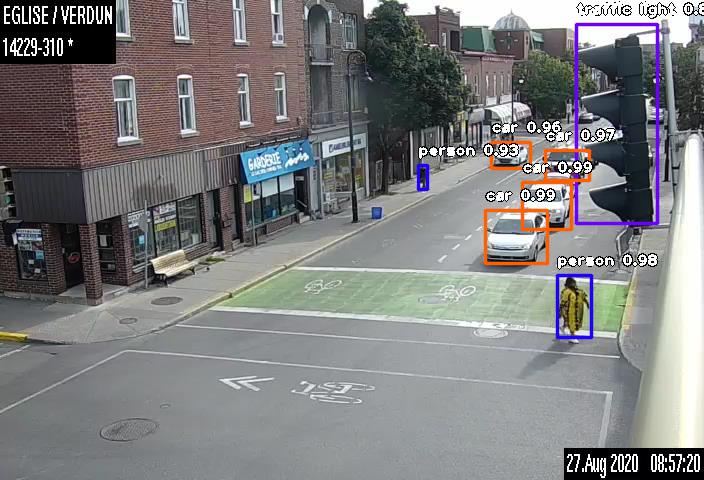 EGLISE / VERDUN
14229-310 *
traffic light 0.8
car 0.96
car 0.97
person 0.93
car 0.99
car 0.99
GARDERIE
person 0.98
27.Aug 2020 08:57:20